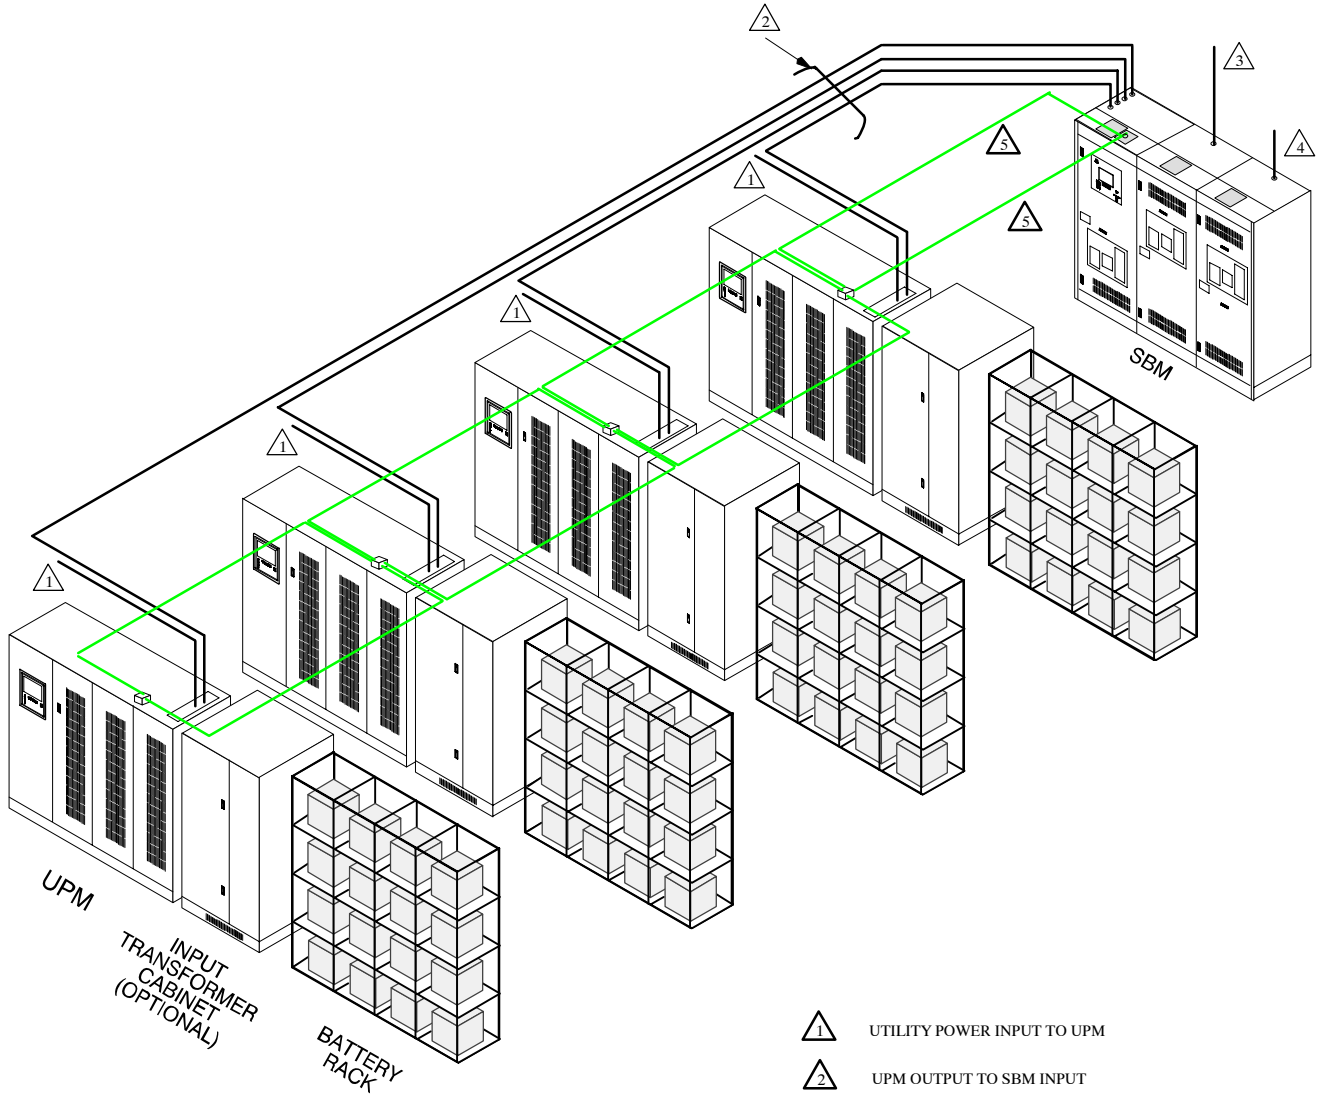 2
3
4
5
1
5
1
SBM
1
1
UPM
INPUT
TRANSFORMER
CABINET
(OPTIONAL)
BATTERY
RACK
1 UTILITY POWER INPUT TO UPM
2 UPM OUTPUT TO SBM INPUT